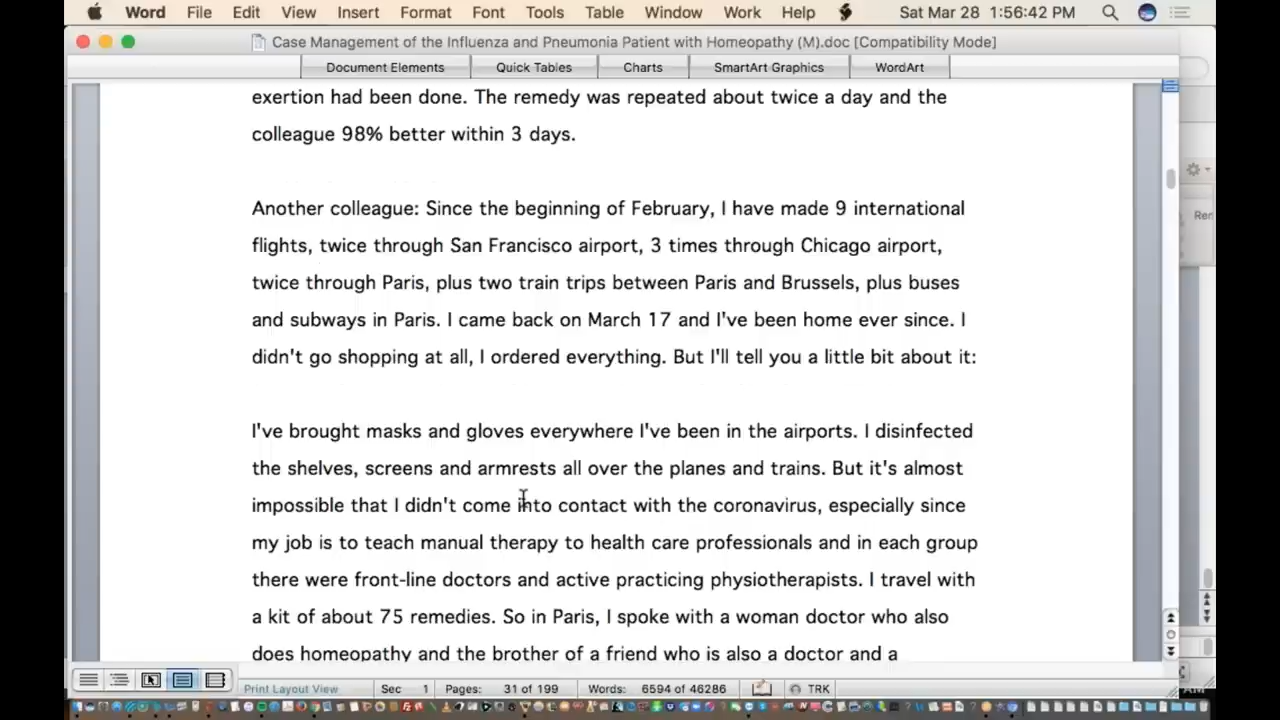 Word File Edit View Insert Format Font Tools Table Window Work Help Sat Mar 28 1:56:42 PM
Case Management of the Influenza and Pneumonia Patient with Homeopathy (M).doc [Compatibility Mode]
Document Elements Quick Tables Charts SmartArt Graphics WordArt
exertion had been done. The remedy was repeated about twice a day and the
colleague 98% better within 3 days.
Another colleague: Since the beginning of February, I have made 9 international
flights, twice through San Francisco airport, 3 times through Chicago airport,
twice through Paris, plus two train trips between Paris and Brussels, plus buses
and subways in Paris. I came back on March 17 and I've been home ever since. I
didn't go shopping at all, I ordered everything. But I'll tell you a little bit about it:
I've brought masks and gloves everywhere I've been in the airports. I disinfected
the shelves, screens and armrests all over the planes and trains. But it's almost
impossible that I didn't come into contact with the coronavirus, especially since
my job is to teach manual therapy to health care professionals and in each group
there were front-line doctors and active practicing physiotherapists. I travel with
a kit of about 75 remedies. So in Paris, I spoke with a woman doctor who also
does homeopathy and the brother of a friend who is also a doctor and a
Print Layout View Sec 1 Pages: 31 of 199 Words: 6594 of 46286 TRK